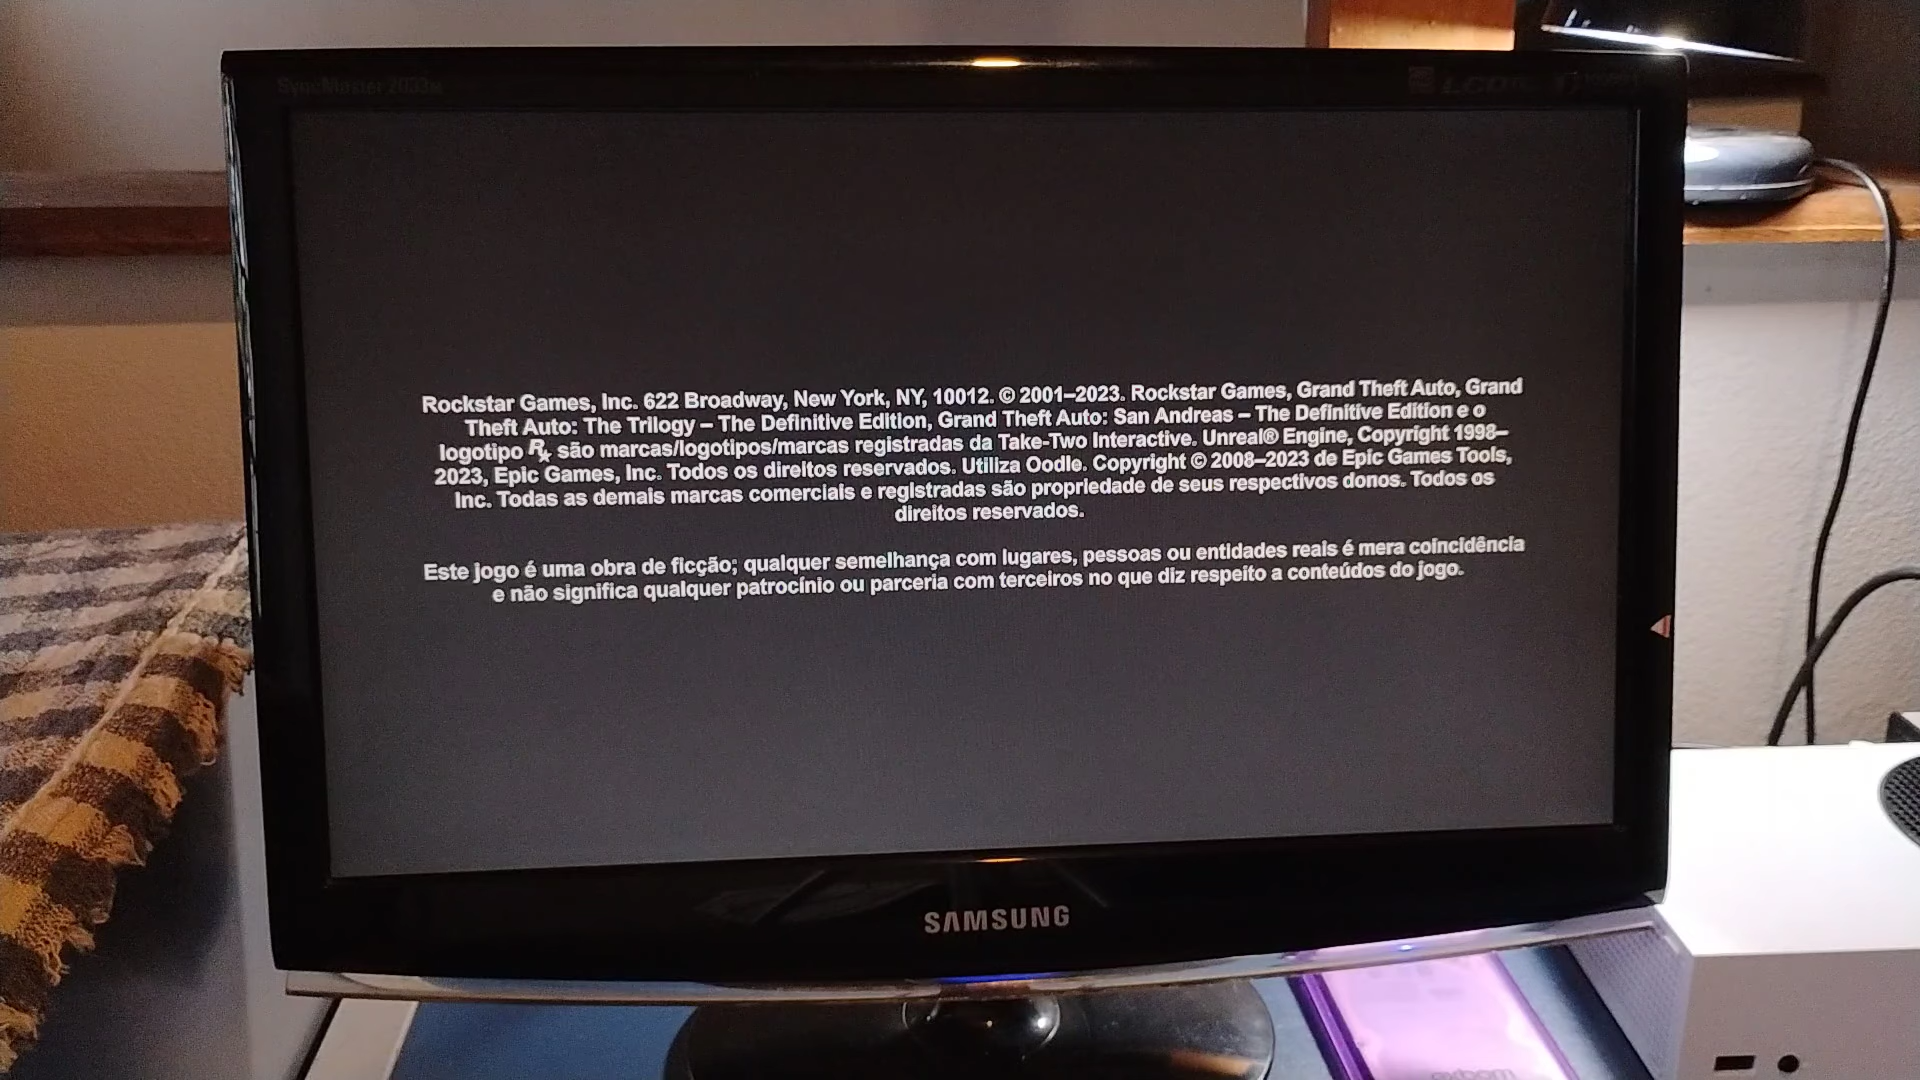 SyncMaster 2033sw
Rockstar Games, Inc. 622 Broadway, New York, NY, 10012. © 2001–2023. Rockstar Games, Grand Theft Auto, Grand
Theft Auto: The Trilogy – The Definitive Edition, Grand Theft Auto: San Andreas – The Definitive Edition e o
logotipo R* são marcas/logotipos/marcas registradas da Take-Two Interactive. Unreal® Engine, Copyright 1998–
2023, Epic Games, Inc. Todos os direitos reservados. Utiliza Oodle. Copyright © 2008–2023 de Epic Games Tools,
Inc. Todas as demais marcas comerciais e registradas são propriedade de seus respectivos donos. Todos os
direitos reservados.
Este jogo é uma obra de ficção; qualquer semelhança com lugares, pessoas ou entidades reais é mera coincidência
e não significa qualquer patrocínio ou parceria com terceiros no que diz respeito a conteúdos do jogo.
SAMSUNG